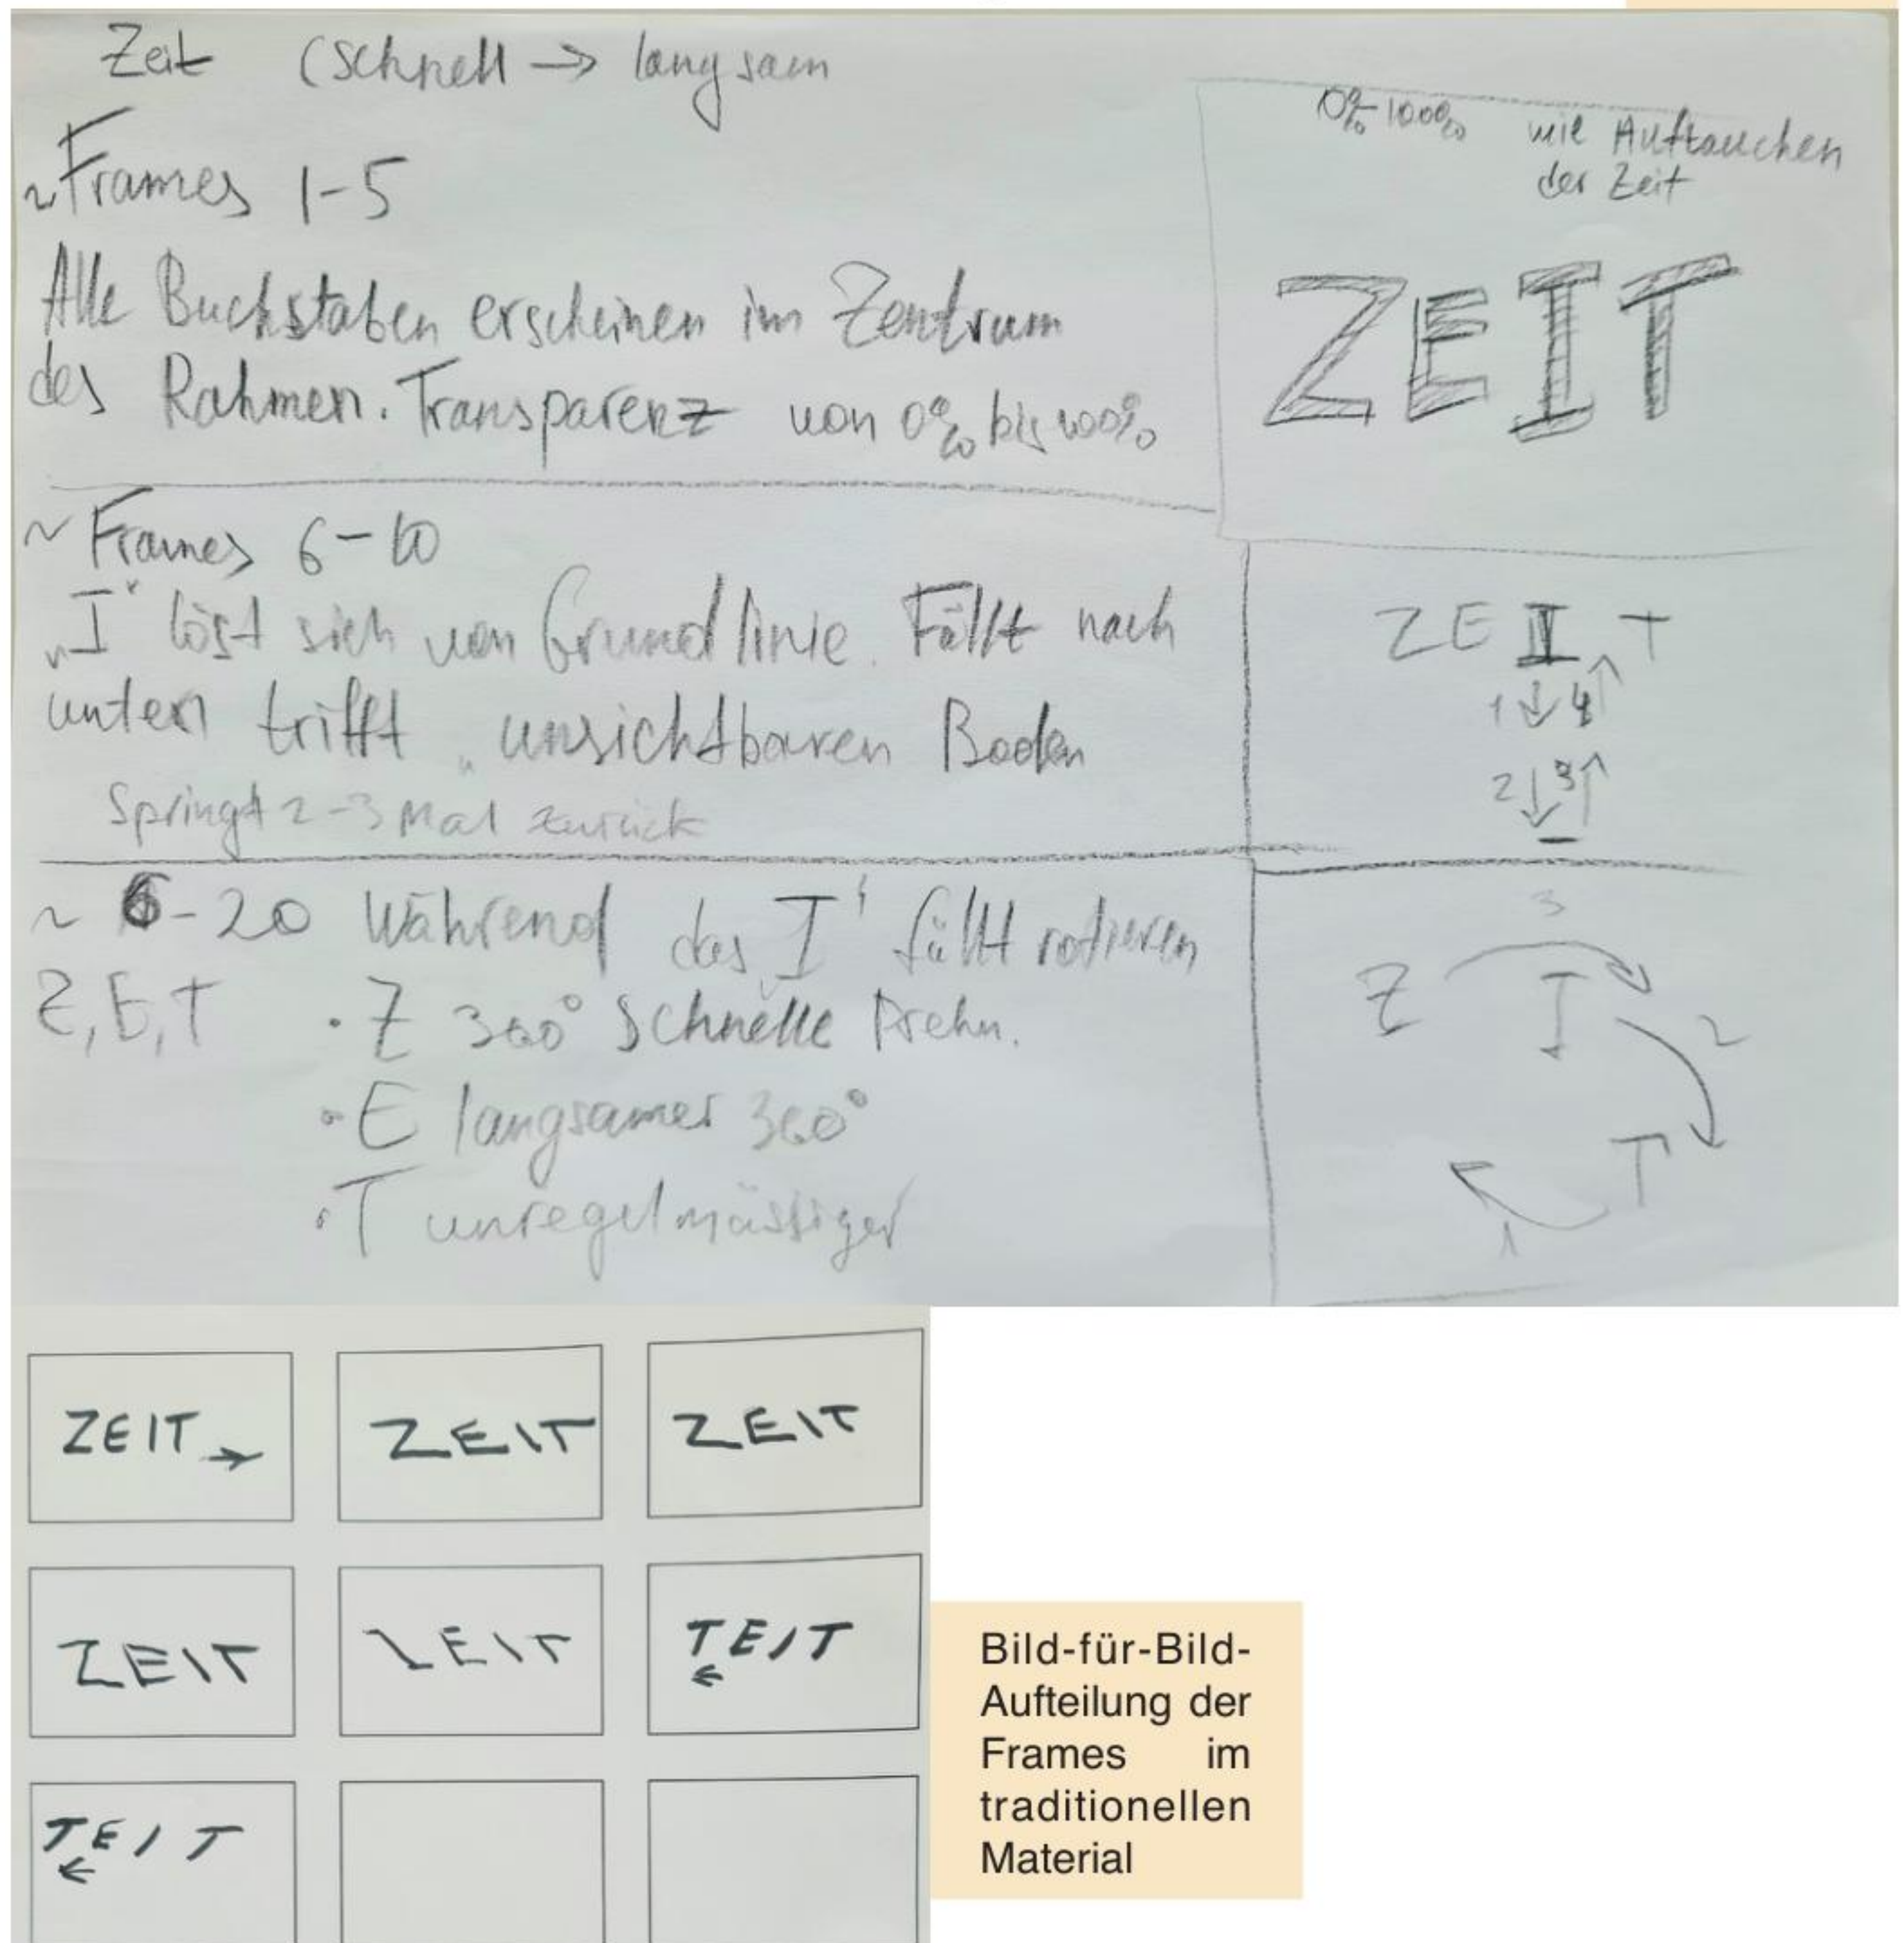 Zeit (schnell → langsam
~Frames 1-5
Alle Buchstaben erscheinen im Zentrum
des Rahmen. Transparenz von 0% bis 100%
0%-100% wie Auftauchen
der Zeit
ZEIT
~ Frames 6-10
„I" löst sich von Grundlinie. Fällt nach
unten trifft „unsichtbaren Boden
Springt 2-3 Mal zurück
ZE I T
1 ↓ 4 ↑
2 ↓ 3 ↑
~ 6-20 Während das „I' fällt rotieren
Z, E, T · Z 360° schnelle Drehn.
· E langsamer 360°
· T unregelmässiger
3
Z I
2
T
1
ZEIT →
ZEIT
ZEIT
ZEIT
ZEIT
TEIT
←
TEIT
←
Bild-für-Bild-
Aufteilung der
Frames im
traditionellen
Material